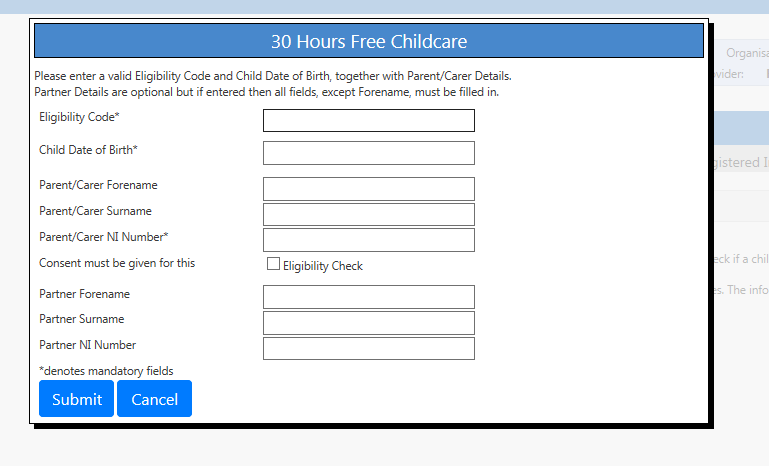 30 Hours Free Childcare
Organisa
vider:
Please enter a valid Eligibility Code and Child Date of Birth, together with Parent/Carer Details.
Partner Details are optional but if entered then all fields, except Forename, must be filled in.
Eligibility Code*
Child Date of Birth*
gistered I
Parent/Carer Forename
Parent/Carer Surname
Parent/Carer NI Number*
Consent must be given for this
Eligibility Check
eck if a chil
Partner Forename
es. The info
Partner Surname
Partner NI Number
*denotes mandatory fields
Submit Cancel